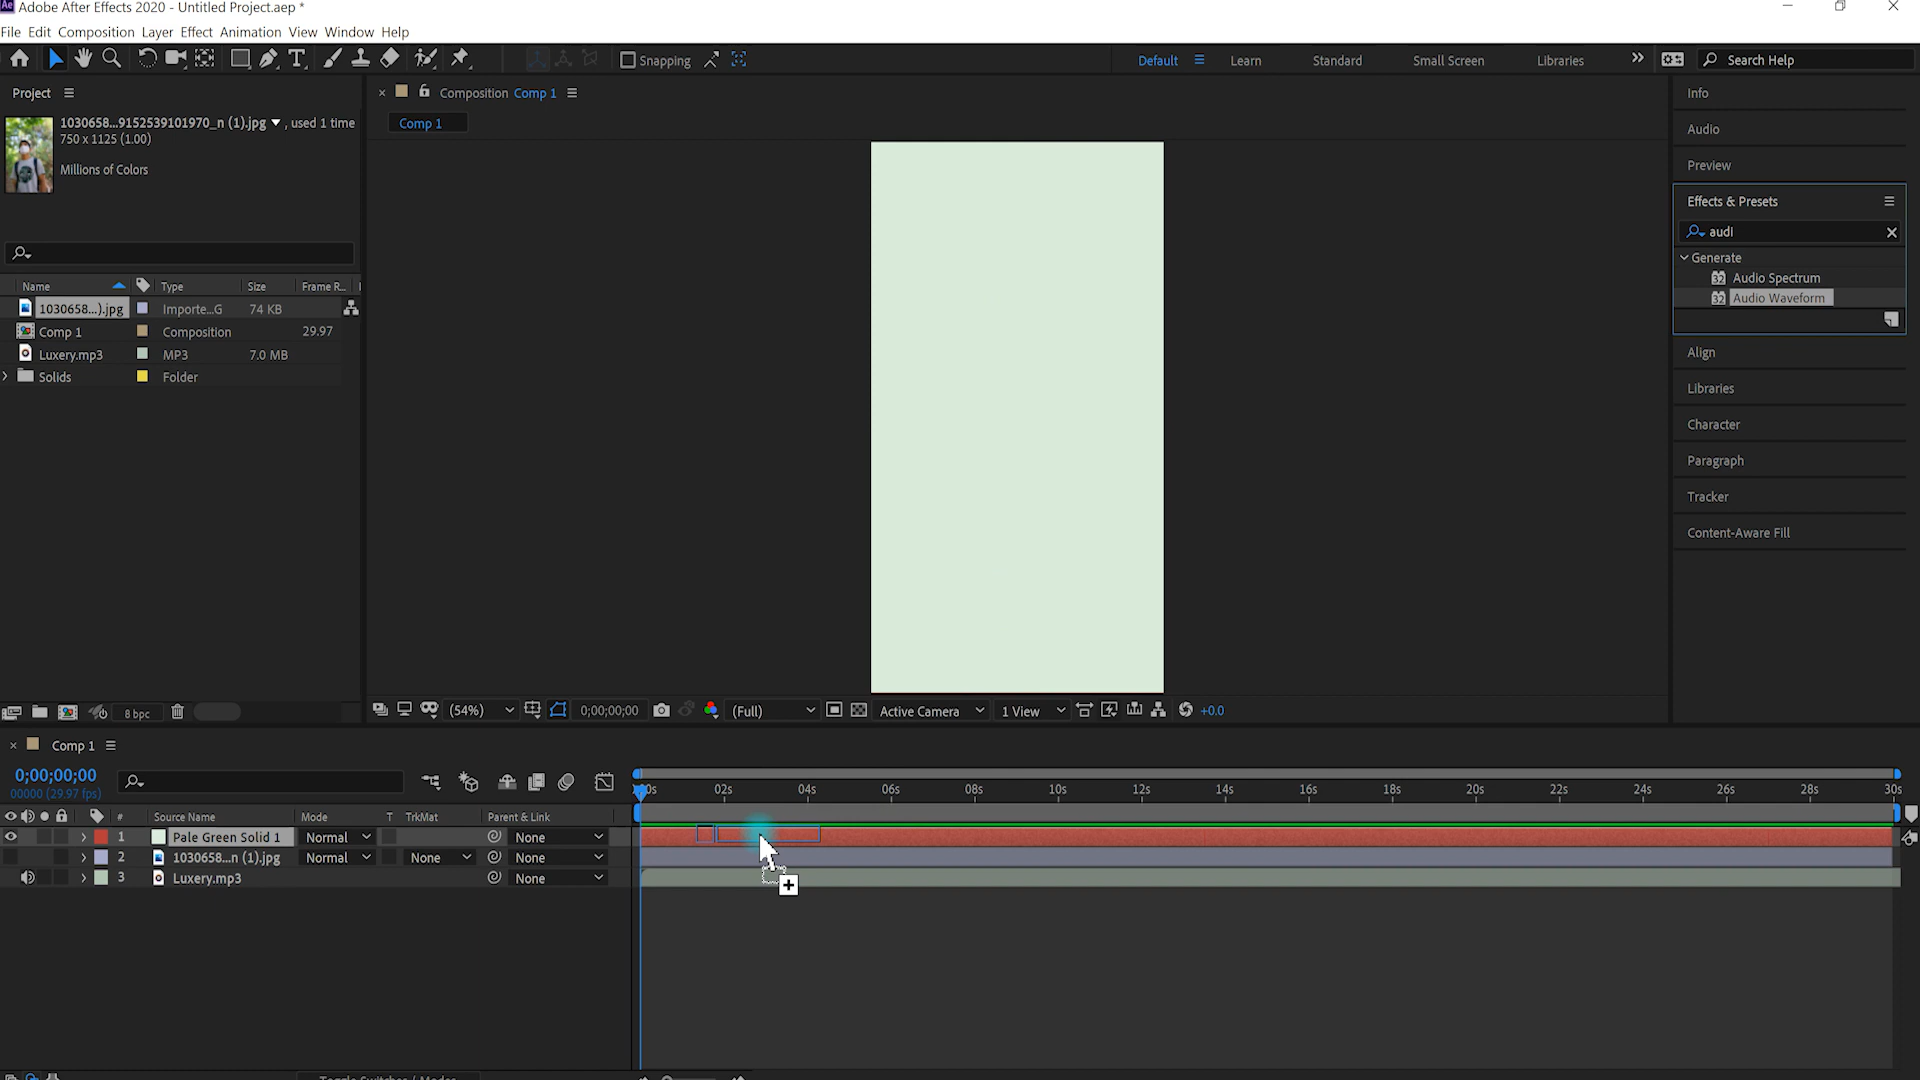 Ae Adobe After Effects 2020 - Untitled Project.aep *
File Edit Composition Layer Effect Animation View Window Help
Snapping
Default Learn Standard Small Screen Libraries
Search Help
Project
1030658...9152539101970_n (1).jpg , used 1 time
750 x 1125 (1.00)
Millions of Colors
Name Type Size Frame R...
1030658...).jpg Importe...G 74 KB
Comp 1 Composition 29.97
Luxery.mp3 MP3 7.0 MB
Solids Folder
8 bpc
Composition Comp 1
Comp 1
(54%) 0;00;00;00 (Full) Active Camera 1 View +0.0
Info
Audio
Preview
Effects & Presets
audi
Generate
32 Audio Spectrum
32 Audio Waveform
Align
Libraries
Character
Paragraph
Tracker
Content-Aware Fill
Comp 1
0;00;00;00
00000 (29.97 fps)
02s 04s 06s 08s 10s 12s 14s 16s 18s 20s 22s 24s 26s 28s 30s
# Source Name Mode T TrkMat Parent & Link
1 Pale Green Solid 1 Normal None
2 1030658...n (1).jpg Normal None None
3 Luxery.mp3 None
Toggle Switches / Modes